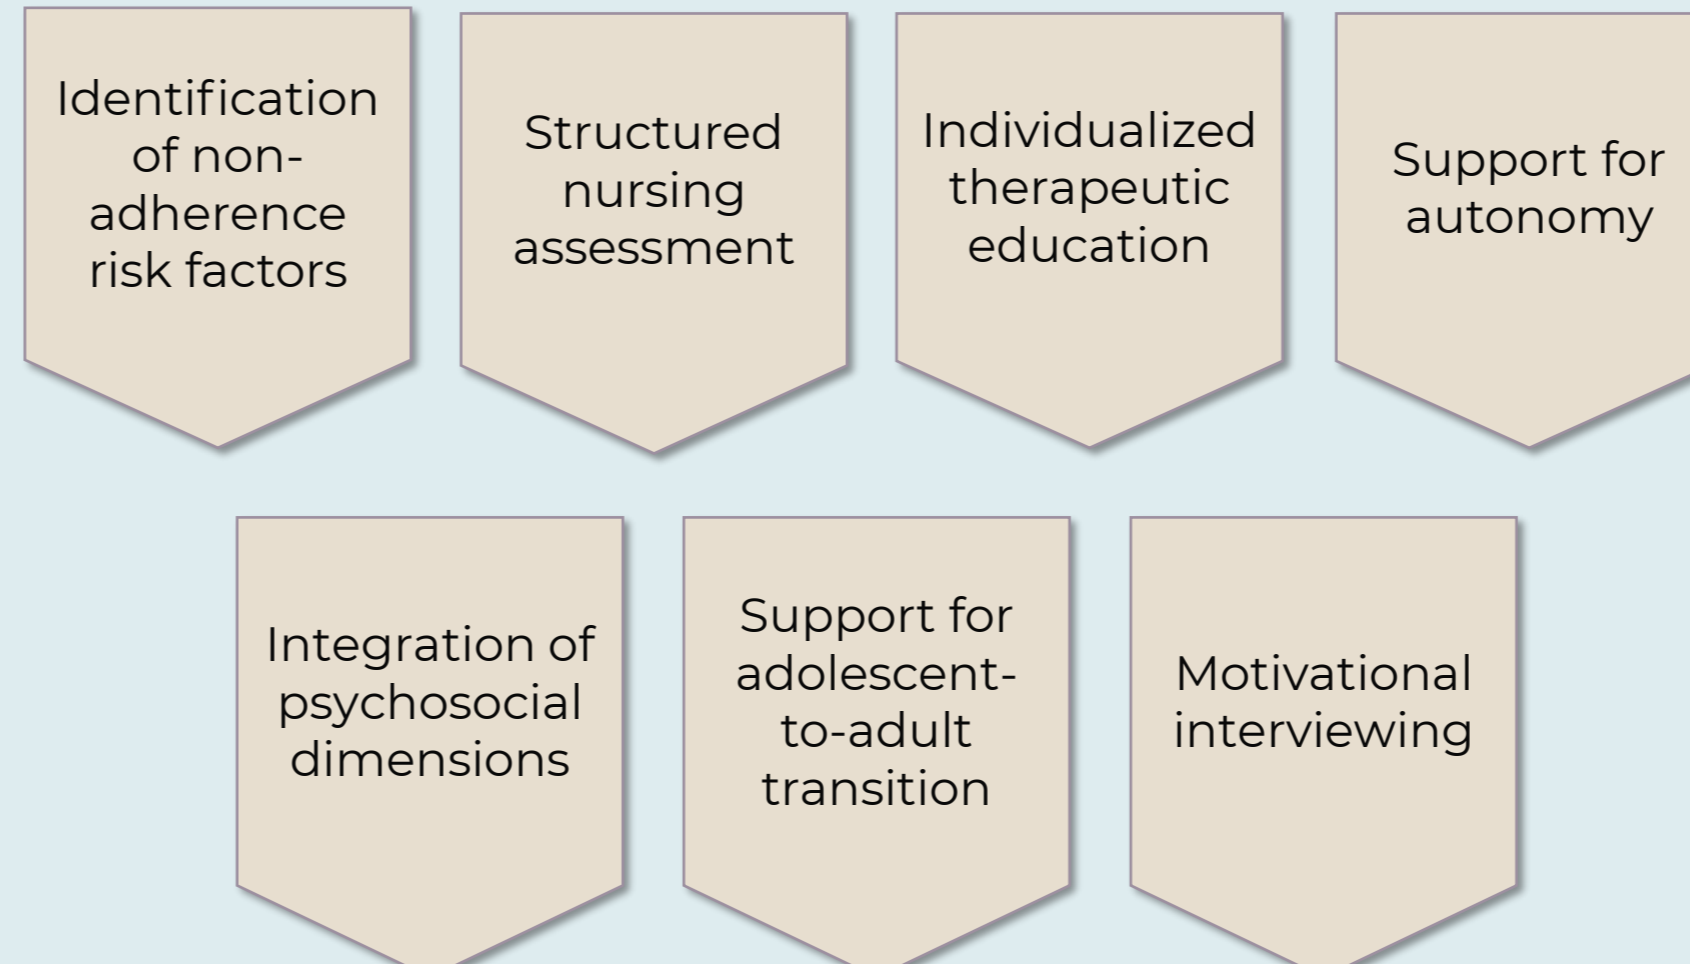 Identification
of non-
adherence
risk factors
Structured
nursing
assessment
Individualized
therapeutic
education
Support for
autonomy
Integration of
psychosocial
dimensions
Support for
adolescent-
to-adult
transition
Motivational
interviewing